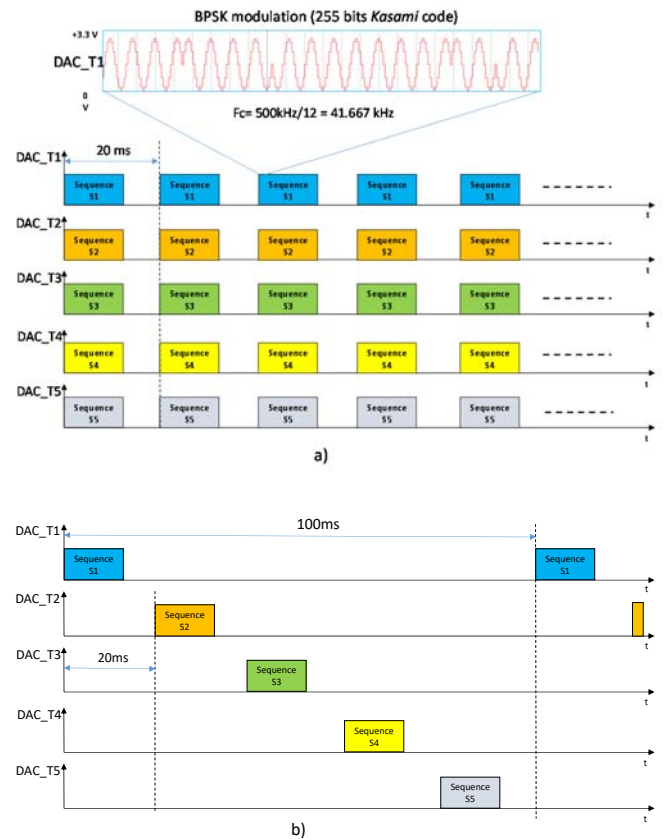 BPSK modulation (255 bits Kasami code)
+3.3 V
DAC_T1
0
V
Fc= 500kHz/12 = 41.667 kHz
20 ms
DAC_T1
Sequence
S1
Sequence
S1
Sequence
S1
Sequence
S1
Sequence
S1
t
DAC_T2
Sequence
S2
Sequence
S2
Sequence
S2
Sequence
S2
Sequence
S2
t
DAC_T3
Sequence
S3
Sequence
S3
Sequence
S3
Sequence
S3
Sequence
S3
t
DAC_T4
Sequence
S4
Sequence
S4
Sequence
S4
Sequence
S4
Sequence
S4
t
DAC_T5
Sequence
S5
Sequence
S5
Sequence
S5
Sequence
S5
Sequence
S5
t
a)
DAC_T1
100ms
Sequence
S1
Sequence
S1
t
DAC_T2
Sequence
S2
t
DAC_T3
20ms
Sequence
S3
t
DAC_T4
Sequence
S4
t
DAC_T5
Sequence
S5
t
b)